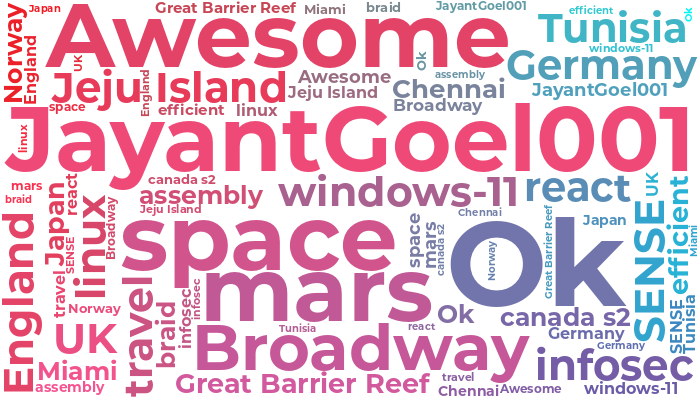 Norway
Japan
Awesome
Great Barrier Reef
Miami
braid
JayantGoel001
efficient
ok
Tunisia
England
UK
Ok
windows-11
Jeju Island
England
Awesome
assembly
Germany
Jeju Island
Chennai
JayantGoel001
space
efficient
linux
Broadway
linux
JayantGoel001
mars
braid
react
canada s2
assembly
Jeju Island
windows-11
react
UK
Japan
SENSE
linux
Broadway
Chennai
Japan
England
space
space
mars
canada s2
Ok
Norway
Great Barrier Reef
SENSE
efficient
Miami
travel
mars
Norway
travel
braid
infosec
infosec
Ok
canada s2
SENSE
Tunisia
UK
Tunisia
react
Broadway
Germany
Germany
Miami
assembly
Great Barrier Reef
travel
Chennai
Awesome
infosec
windows-11